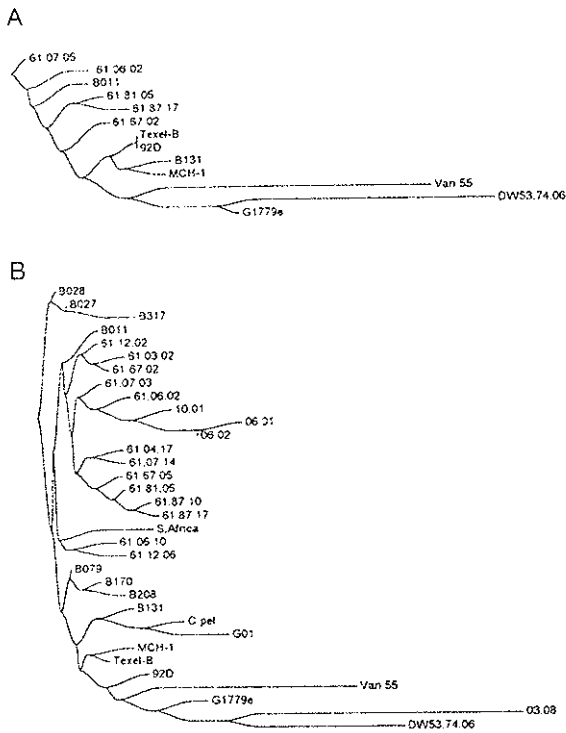 A
61 07 05
61 06 02
B011
61 81 05
61 87 17
61 67 02
Texel-B
92D
B131
MCH-1
Van 55
DW53.74.06
G1779e
B
B028
B027
B317
B011
61 12.02
61 03 02
61 67 02
61.07 03
61.06.02
10.01
06 01
06 02
61 04.17
61.07 14
61 67 05
61 81.05
61.87 10
61 87 17
S.Africa
61 06 10
61 12 06
B079
B170
B208
B131
C pel
G01
MCH-1
Texel-B
92D
Van 55
G1779e
03.08
DW53.74.06